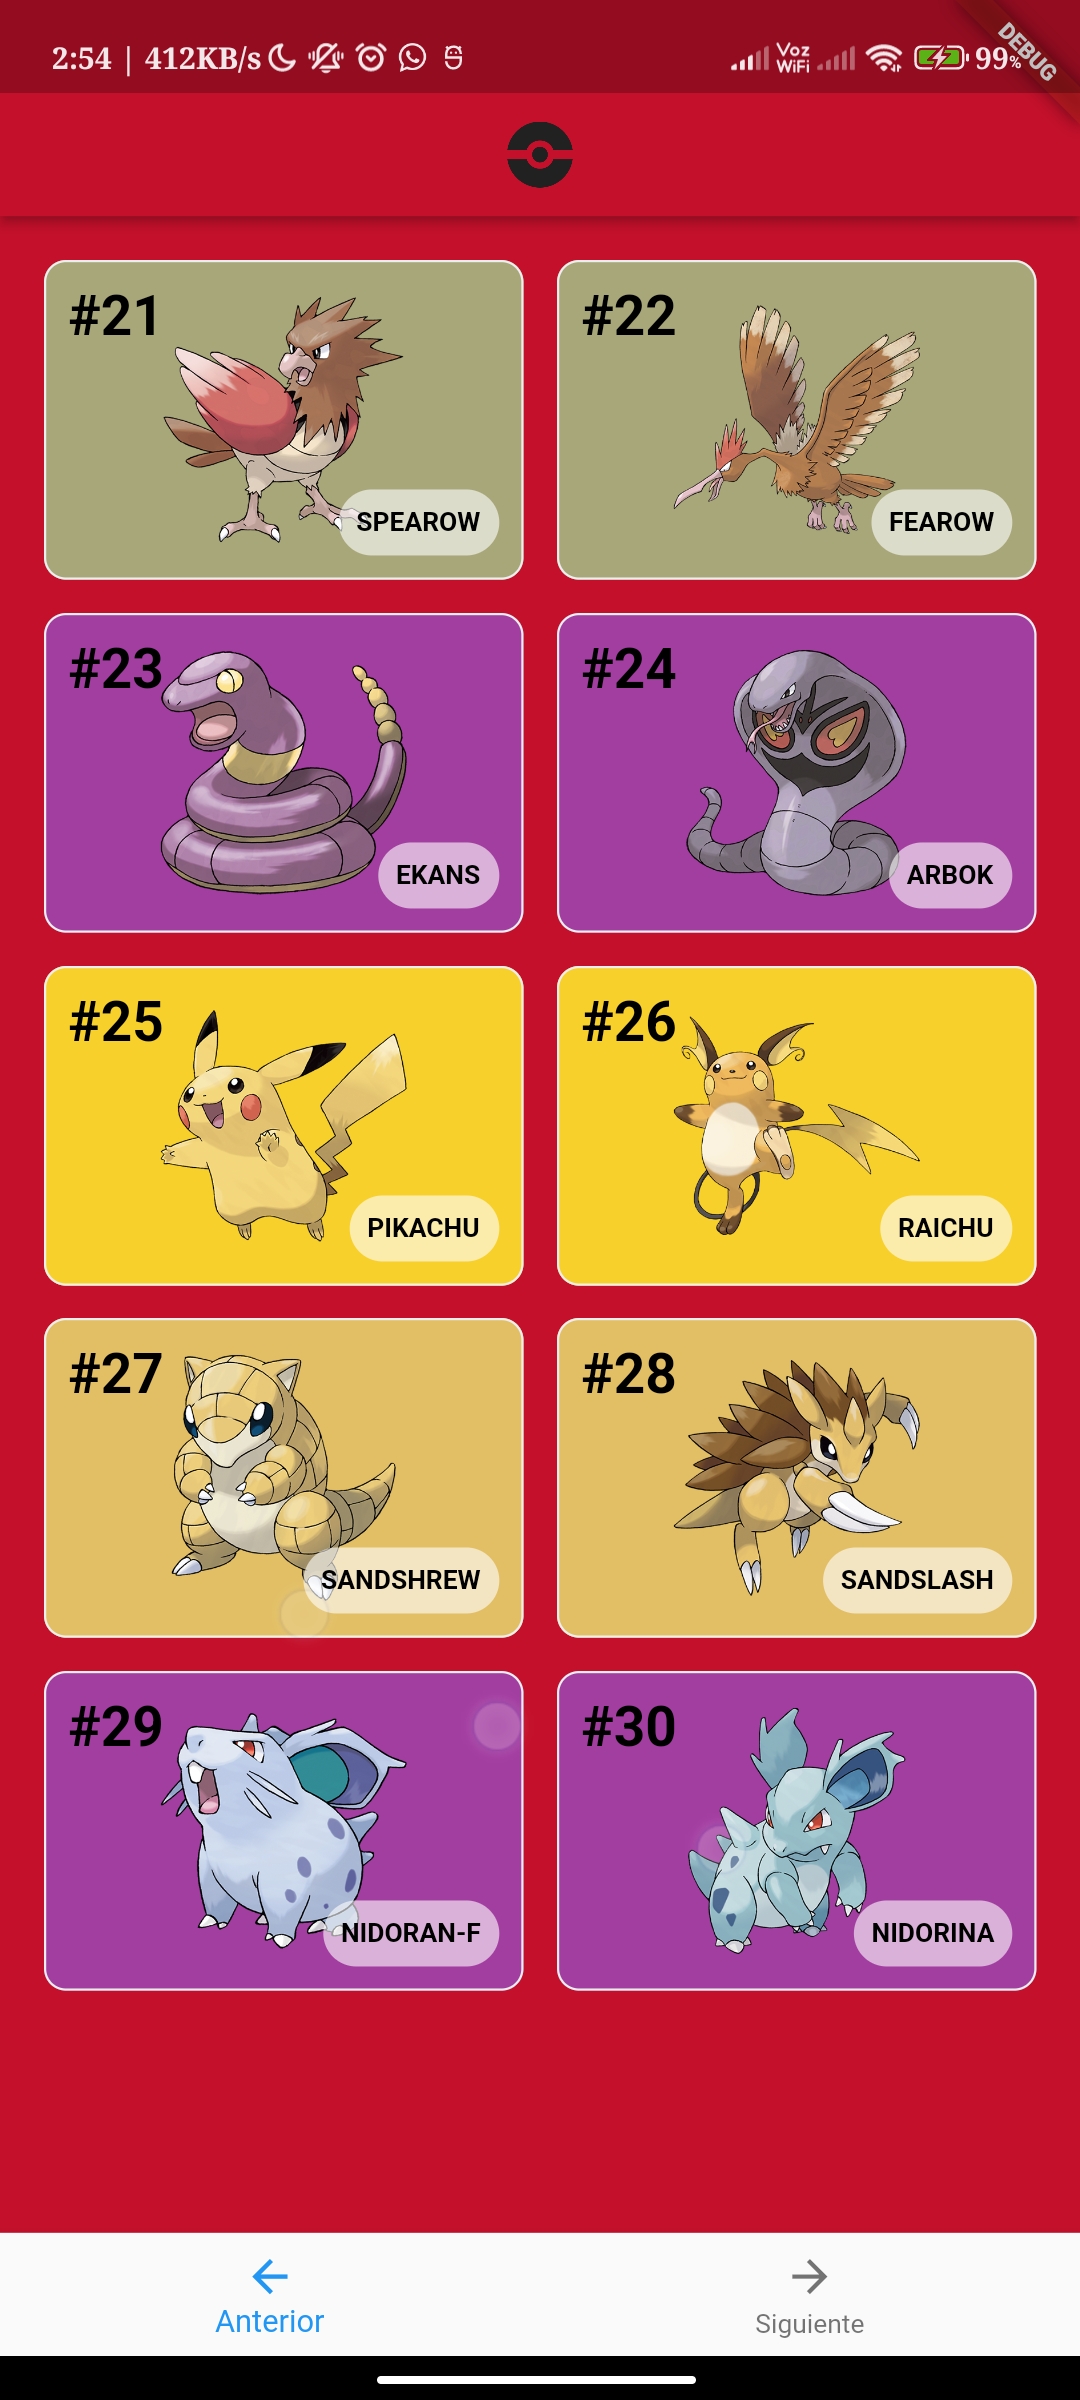 2:54 | 412KB/s
Voz
WiFi
99%
DEBUG
#21
SPEAROW
#22
FEAROW
#23
EKANS
#24
ARBOK
#25
PIKACHU
#26
RAICHU
#27
SANDSHREW
#28
SANDSLASH
#29
NIDORAN-F
#30
NIDORINA
Anterior
Siguiente